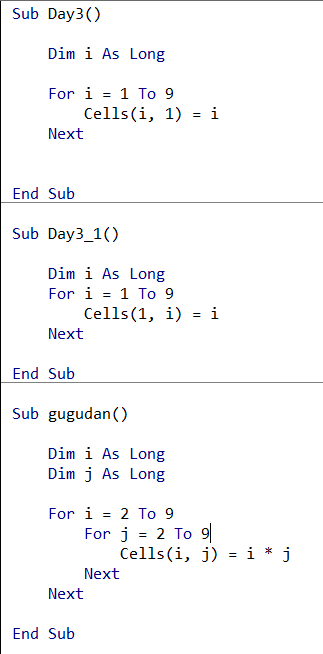 Sub Day3()
Dim i As Long
For i = 1 To 9
Cells(i, 1) = i
Next
End Sub
Sub Day3_1()
Dim i As Long
For i = 1 To 9
Cells(1, i) = i
Next
End Sub
Sub gugudan()
Dim i As Long
Dim j As Long
For i = 2 To 9
For j = 2 To 9
Cells(i, j) = i * j
Next
Next
End Sub